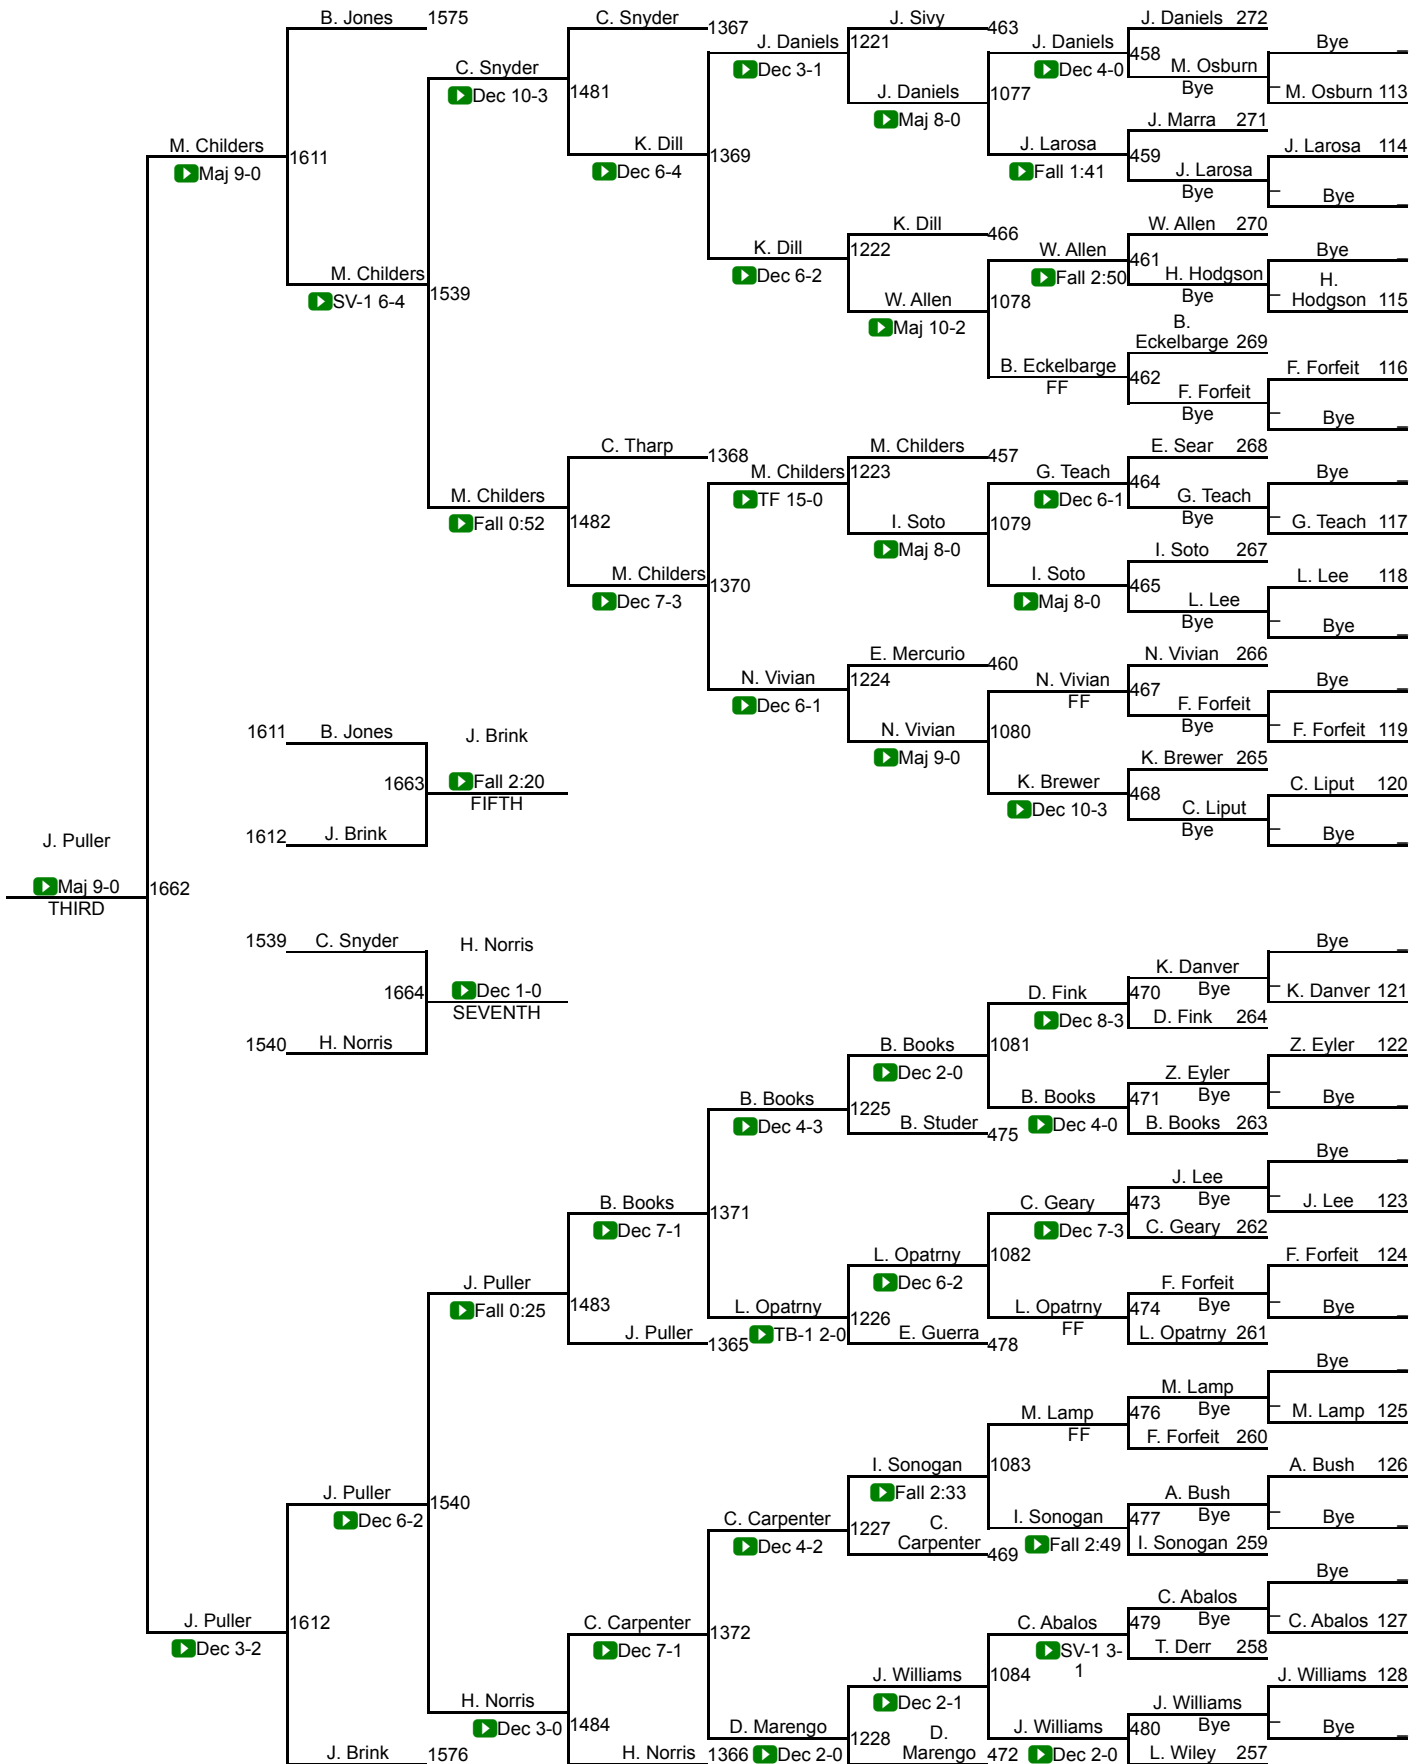 B. Jones 1575 C. Snyder 1367 J. Sivy 463 J. Daniels 272
J. Daniels 1221 J. Daniels 458 Bye
C. Snyder Dec 3-1 Dec 4-0 M. Osburn
Dec 10-3 1481 J. Daniels 1077 Bye M. Osburn 113
Maj 8-0 J. Marra 271
M. Childers 1611 K. Dill 1369 J. Larosa 459 J. Larosa 114
Maj 9-0 Dec 6-4 Fall 1:41 J. Larosa
Bye Bye
K. Dill 466 W. Allen 270
K. Dill 1222 W. Allen 461 Bye
M. Childers 1539 Dec 6-2 Fall 2:50 H. Hodgson H.
SV-1 6-4 W. Allen 1078 Bye Hodgson 115
Maj 10-2 B.
Eckelbarge 269
B. Eckelbarge 462 F. Forfeit 116
FF F. Forfeit
Bye Bye
C. Tharp 1368 M. Childers 457 E. Sear 268
M. Childers 1223 G. Teach 464 Bye
M. Childers TF 15-0 Dec 6-1 G. Teach
Fall 0:52 1482 I. Soto 1079 Bye G. Teach 117
Maj 8-0 I. Soto 267
M. Childers 1370 I. Soto 465 L. Lee 118
Dec 7-3 Maj 8-0 L. Lee
Bye Bye
E. Mercurio 460 N. Vivian 266
N. Vivian 1224 N. Vivian 467 Bye
Dec 6-1 FF F. Forfeit
1611 B. Jones J. Brink N. Vivian 1080 Bye F. Forfeit 119
Maj 9-0 K. Brewer 265
1663 Fall 2:20 K. Brewer 468 C. Liput 120
FIFTH Dec 10-3 C. Liput
1612 J. Brink Bye Bye
J. Puller
Maj 9-0 1662
THIRD
1539 C. Snyder H. Norris Bye
K. Danver
1664 Dec 1-0 D. Fink 470 Bye K. Danver 121
SEVENTH Dec 8-3 D. Fink 264
1540 H. Norris B. Books 1081 Z. Eyler 122
Dec 2-0 Z. Eyler
B. Books 1225 B. Books 471 Bye Bye
Dec 4-3 B. Studer 475 Dec 4-0 B. Books 263
Bye
J. Lee
B. Books 1371 C. Geary 473 Bye J. Lee 123
Dec 7-1 Dec 7-3 C. Geary 262
L. Opatrny 1082 F. Forfeit 124
J. Puller Dec 6-2 F. Forfeit
Fall 0:25 1483 L. Opatrny 1226 L. Opatrny 474 Bye Bye
J. Puller 1365 TB-1 2-0 E. Guerra 478 FF L. Opatrny 261
Bye
M. Lamp
M. Lamp 476 Bye M. Lamp 125
FF F. Forfeit 260
I. Sonogan 1083 A. Bush 126
J. Puller 1540 Fall 2:33 A. Bush
Dec 6-2 C. Carpenter 1227 C. I. Sonogan 477 Bye Bye
Dec 4-2 Carpenter 469 Fall 2:49 I. Sonogan 259
Bye
C. Abalos
J. Puller 1612 C. Carpenter 1372 C. Abalos 479 Bye C. Abalos 127
Dec 3-2 Dec 7-1 SV-1 3- T. Derr 258
1
J. Williams 1084 J. Williams 128
H. Norris Dec 2-1 J. Williams
Dec 3-0 1484 D. Marengo 1228 D. J. Williams 480 Bye Bye
J. Brink 1576 H. Norris 1366 Dec 2-0 Marengo 472 Dec 2-0 L. Wiley 257